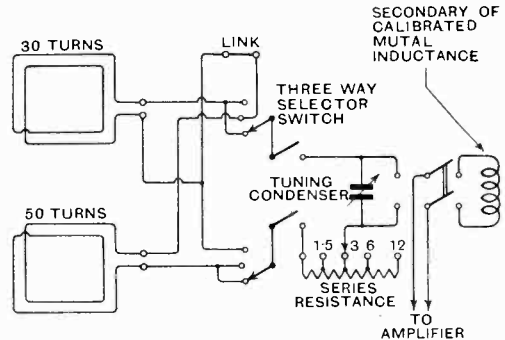 SECONDARY OF
CALIBRATED
MUTAL
INDUCTANCE
30 TURNS
LINK
THREE WAY
SELECTOR
SWITCH
TUNING
CONDENSER
50 TURNS
1·5 3 6 12
SERIES
RESISTANCE
TO
AMPLIFIER